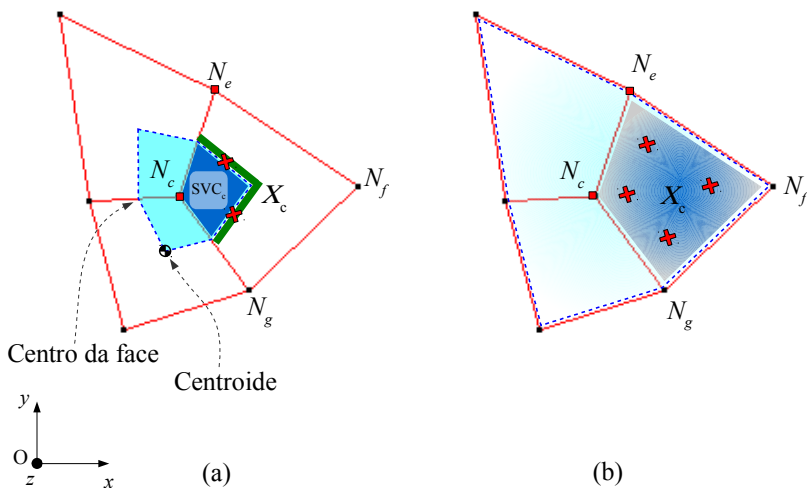 N_e
N_c
SVC_c
X_c
N_f
N_g
Centro da face
Centroide
y
O
z
x
(a)
N_e
N_c
X_c
N_f
N_g
(b)